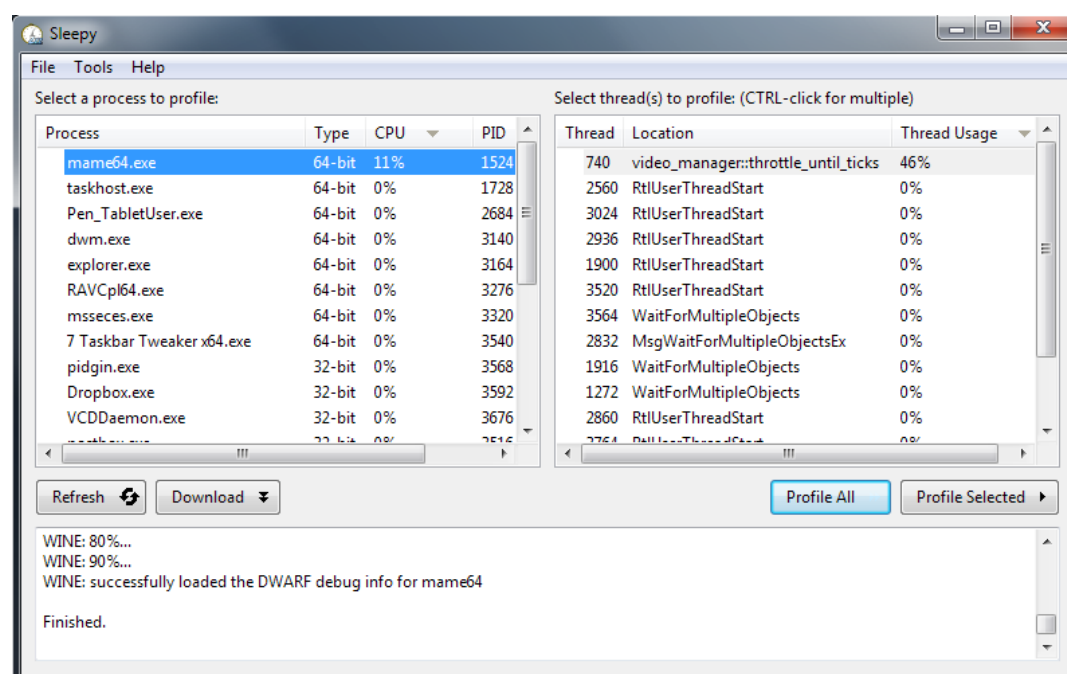 Sleepy
File Tools Help
Select a process to profile:
Select thread(s) to profile: (CTRL-click for multiple)
Process Type CPU PID
Thread Location Thread Usage
mame64.exe 64-bit 11% 1524
740 video_manager::throttle_until_ticks 46%
taskhost.exe 64-bit 0% 1728
2560 RtlUserThreadStart 0%
Pen_TabletUser.exe 64-bit 0% 2684
3024 RtlUserThreadStart 0%
dwm.exe 64-bit 0% 3140
2936 RtlUserThreadStart 0%
explorer.exe 64-bit 0% 3164
1900 RtlUserThreadStart 0%
RAVCpl64.exe 64-bit 0% 3276
3520 RtlUserThreadStart 0%
msseces.exe 64-bit 0% 3320
3564 WaitForMultipleObjects 0%
7 Taskbar Tweaker x64.exe 64-bit 0% 3540
2832 MsgWaitForMultipleObjectsEx 0%
pidgin.exe 32-bit 0% 3568
1916 WaitForMultipleObjects 0%
Dropbox.exe 32-bit 0% 3592
1272 WaitForMultipleObjects 0%
VCDDaemon.exe 32-bit 0% 3676
2860 RtlUserThreadStart 0%
32-bit 0%
RtlUserThreadStart 0%
Refresh Download Profile All Profile Selected
WINE: 80%...
WINE: 90%...
WINE: successfully loaded the DWARF debug info for mame64
Finished.